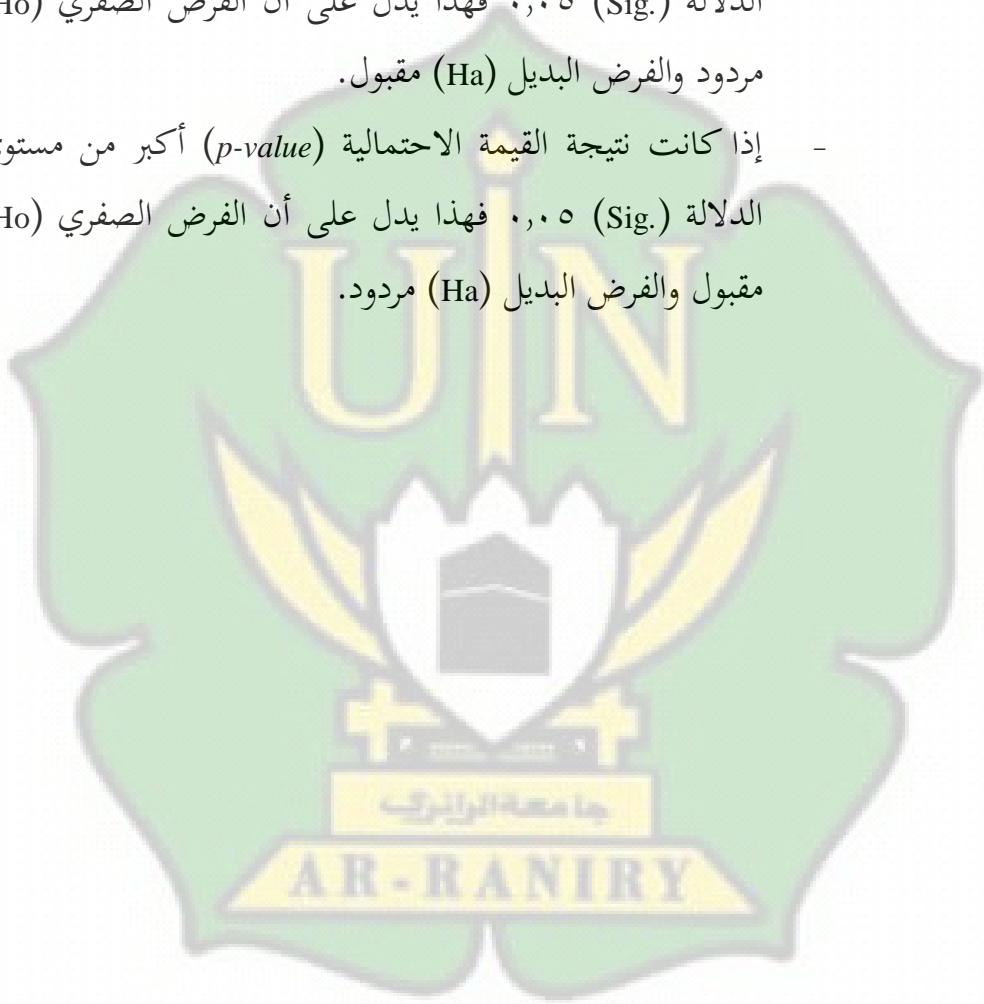 الدلالة (Sig.) ٠,٠٥ فهذا يدل على أن الفرض الصفري (Ho
مردود والفرض البديل (Ha) مقبول.
- إذا كانت نتيجة القيمة الاحتمالية (p-value) أكبر من
الدلالة (Sig.) ٠,٠٥ فهذا يدل على أن الفرض الصفري (Ho
مقبول والفرض البديل (Ha) مردود.
UIN
جامعة الرانري
AR-RANIRY